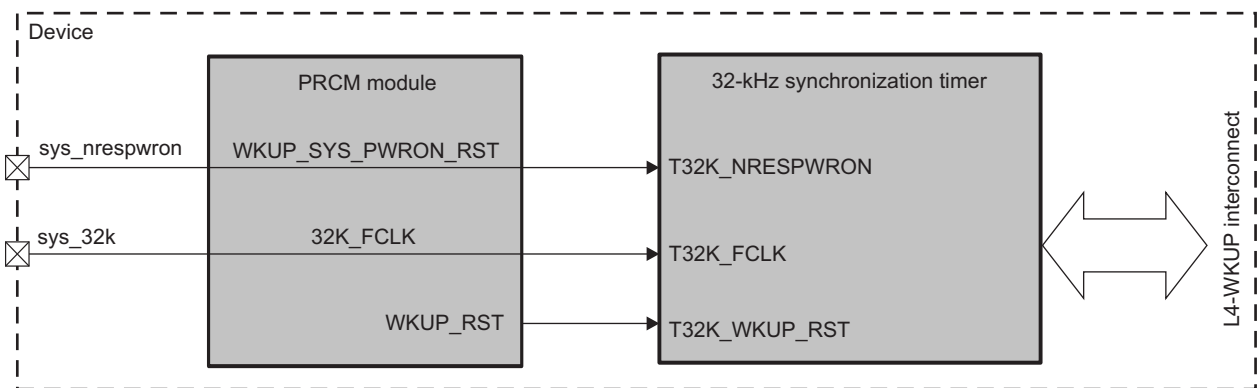 Device
PRCM module
32-kHz synchronization timer
sys_nrespwron
WKUP_SYS_PWRON_RST
T32K_NRESPWRON
sys_32k
32K_FCLK
T32K_FCLK
WKUP_RST
T32K_WKUP_RST
L4-WKUP interconnect